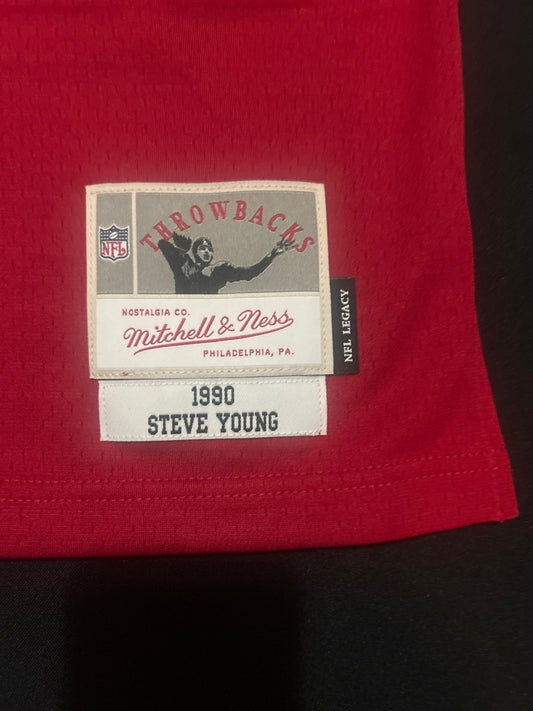 THROWBACKS
NFL
NOSTALGIA CO.
Mitchell & Ness
PHILADELPHIA, PA.
NFL LEGACY
1990
STEVE YOUNG